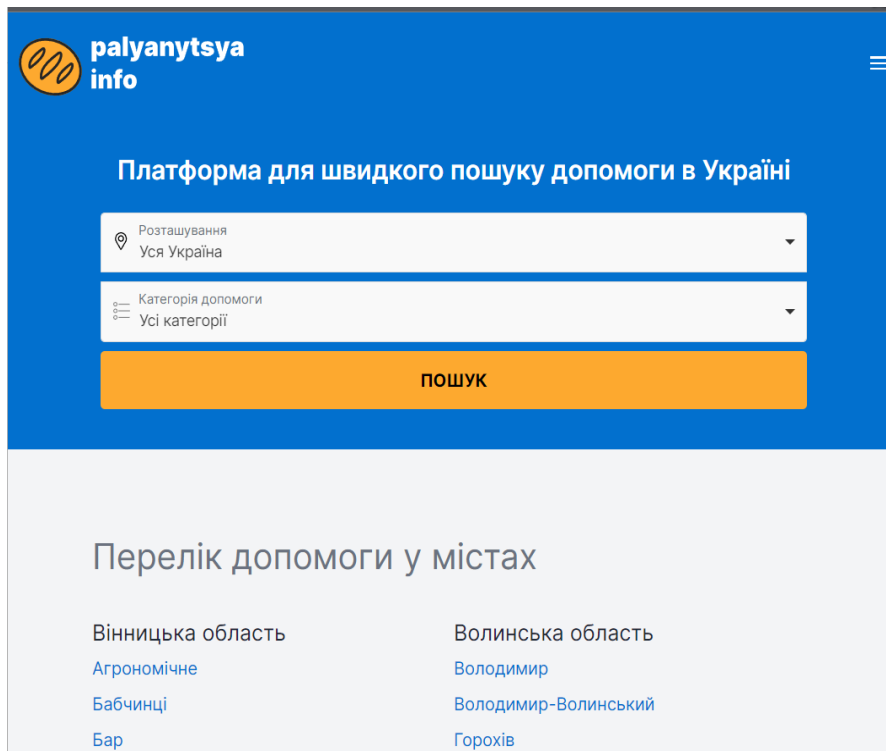 palyanytsya
info
Платформа для швидкого пошуку допомоги в Україні
Розташування
Уся Україна
Категорія допомоги
Усі категорії
ПОШУК
Перелік допомоги у містах
Вінницька область
Агрономічне
Бабчинці
Бар
Волинська область
Володимир
Володимир-Волинський
Горохів